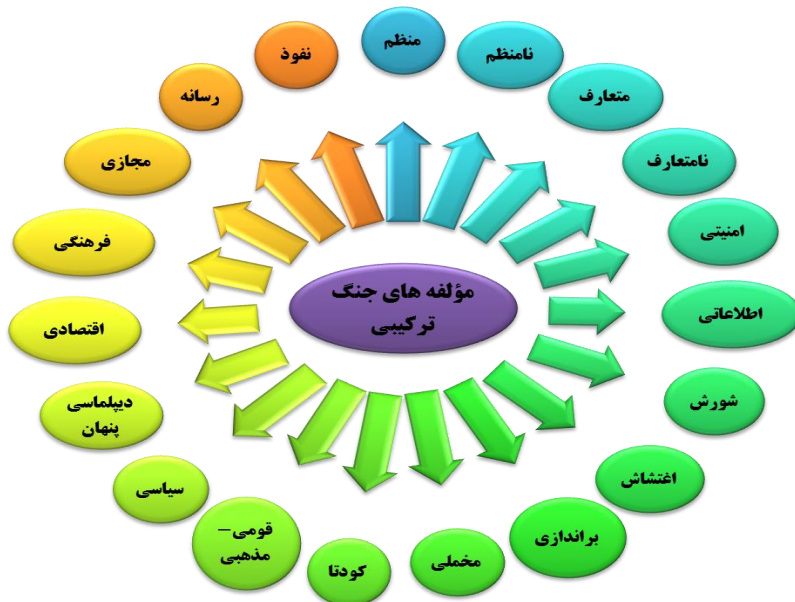 مؤلفه های جنگ
ترکیبی
منظم
نامنظم
متعارف
نامتعارف
امنیتی
اطلاعاتی
شورش
اغتشاش
براندازی
مخملی
کودتا
قومی–
مذهبی
سیاسی
دیپلماسی
پنهان
اقتصادی
فرهنگی
مجازی
رسانه
نفوذ